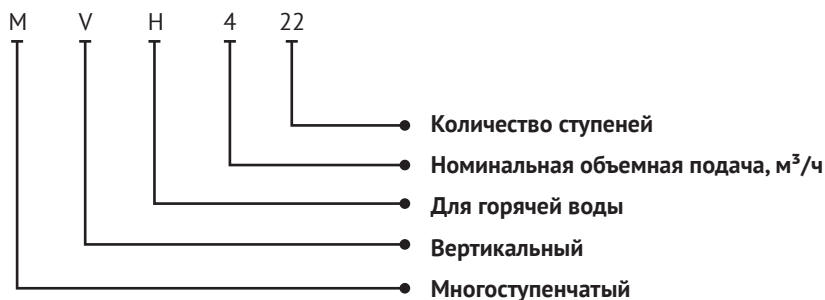 M V H 4 22
Количество ступеней
Номинальная объемная подача, м³/ч
Для горячей воды
Вертикальный
Многоступенчатый